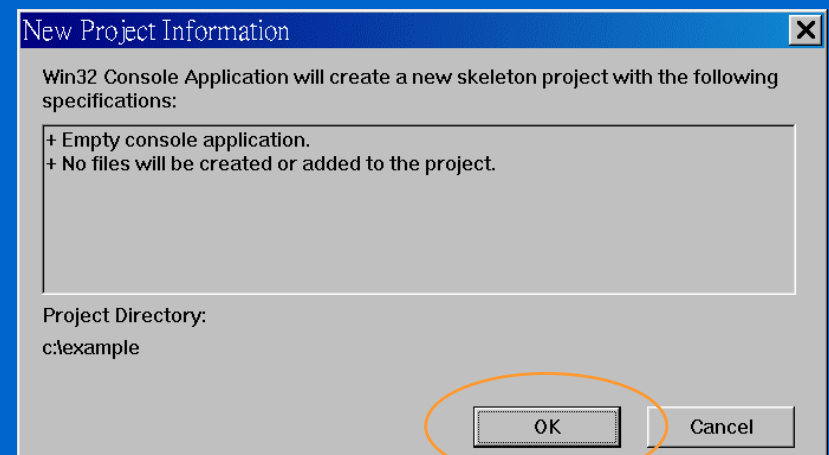 New Project Information
Win32 Console Application will create a new skeleton project with the following
specifications:
+ Empty console application.
+ No files will be created or added to the project.
Project Directory:
c:\example
OK
Cancel